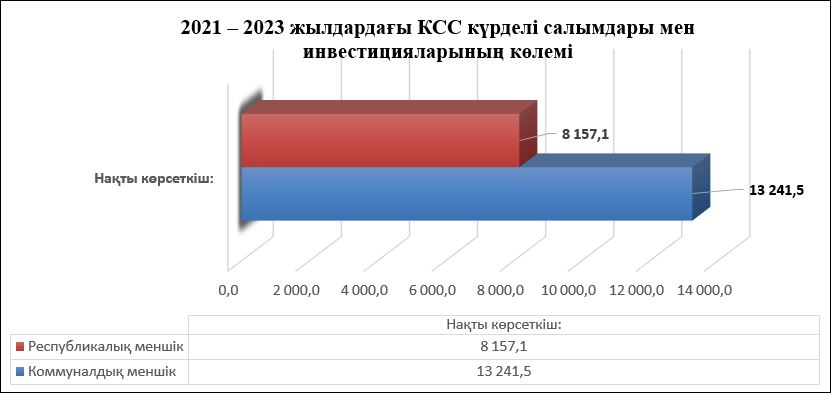 2021 – 2023 жылдардағы КСС күрделі салымдары мен
инвестицияларының көлемі
8 157,1
Нақты көрсеткіш:
13 241,5
0,0 2 000,0 4 000,0 6 000,0 8 000,0 10 000,0 12 000,0 14 000,0
Нақты көрсеткіш:
Республикалық меншік 8 157,1
Коммуналдық меншік 13 241,5